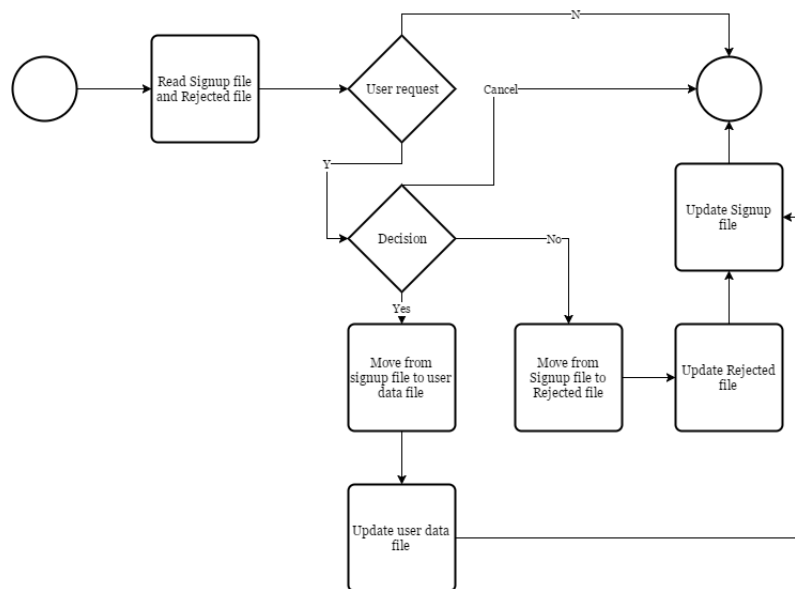 N
Read Signup file
and Rejected file
User request
Cancel
Y
Update Signup
file
Decision
No
Yes
Move from
signup file to user
data file
Move from
Signup file to
Rejected file
Update Rejected
file
Update user data
file